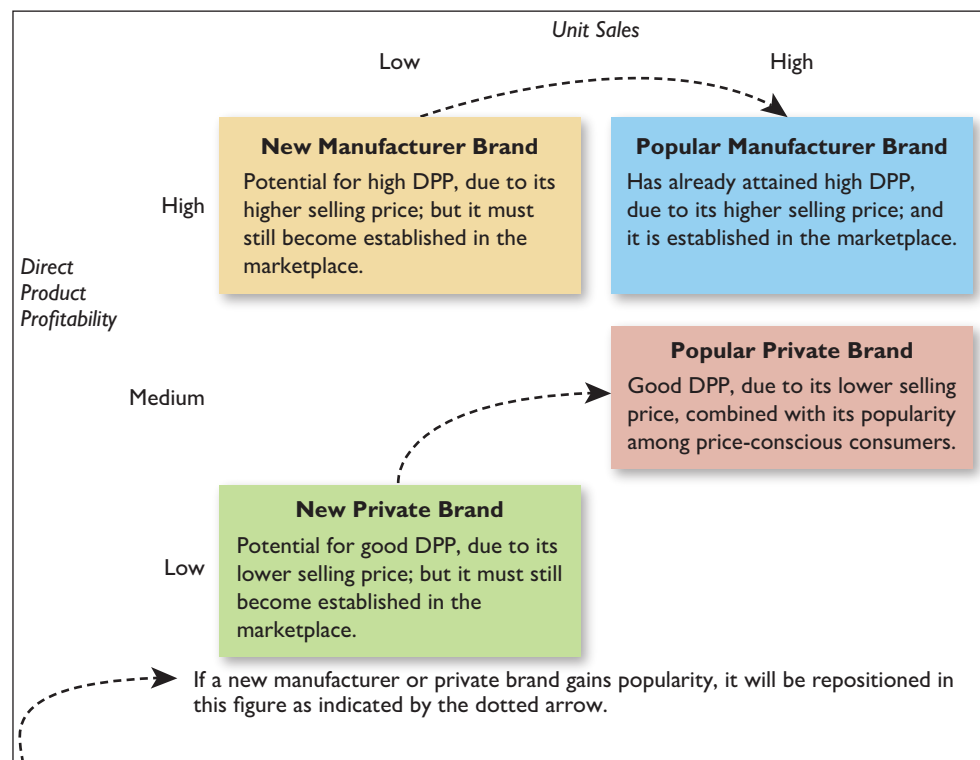 Unit Sales
Low
High
New Manufacturer Brand
Potential for high DPP, due to its
higher selling price; but it must
still become established in the
marketplace.
Popular Manufacturer Brand
Has already attained high DPP,
due to its higher selling price; and
it is established in the marketplace.
High
Direct
Product
Profitability
Popular Private Brand
Good DPP, due to its lower selling
price, combined with its popularity
among price-conscious consumers.
Medium
New Private Brand
Potential for good DPP, due to its
lower selling price; but it must still
become established in the
marketplace.
Low
If a new manufacturer or private brand gains popularity, it will be repositioned in
this figure as indicated by the dotted arrow.